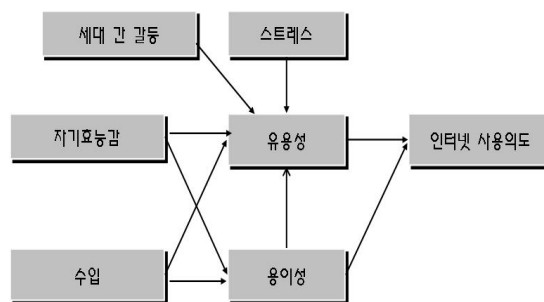 세대 간 갈등
스트레스
자기효능감
유용성
인터넷 사용의도
수입
용이성